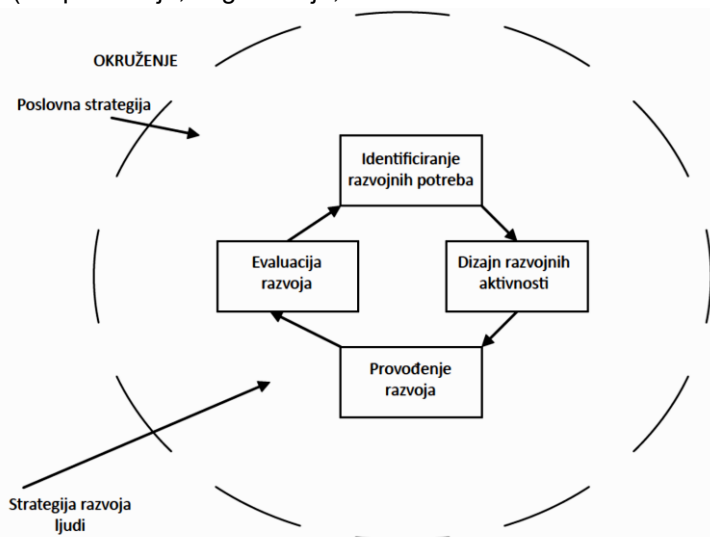 OKRUŽENJE
Poslovna strategija
Identificiranje
razvojnih potreba
Evaluacija
razvoja
Dizajn razvojnih
aktivnosti
Provođenje
razvoja
Strategija razvoja
ljudi